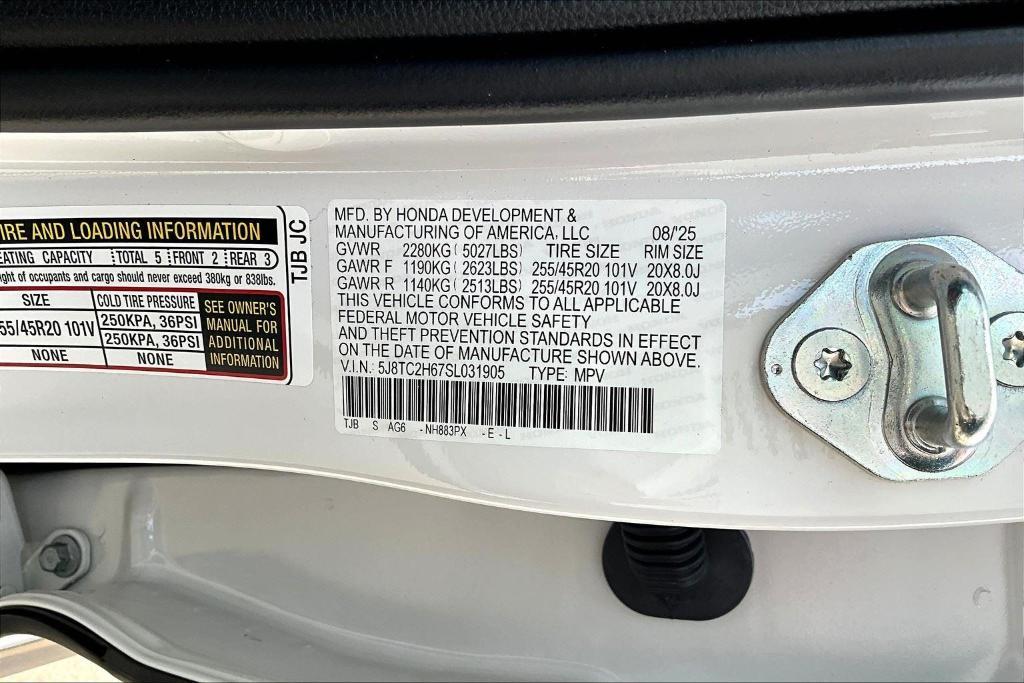 IRE AND LOADING INFORMATION
EATING CAPACITY TOTAL 5 FRONT 2 REAR 3
ght of occupants and cargo should never exceed 380kg or 838lbs.
SIZE COLD TIRE PRESSURE
55/45R20 101V 250KPA, 36PSI
250KPA, 36PSI
NONE NONE
SEE OWNER'S
MANUAL FOR
ADDITIONAL
INFORMATION
TJB JC
MFD. BY HONDA DEVELOPMENT &
MANUFACTURING OF AMERICA, LLC 08/'25
GVWR 2280KG ( 5027LBS) TIRE SIZE RIM SIZE
GAWR F 1190KG ( 2623LBS) 255/45R20 101V 20X8.0J
GAWR R 1140KG ( 2513LBS) 255/45R20 101V 20X8.0J
THIS VEHICLE CONFORMS TO ALL APPLICABLE
FEDERAL MOTOR VEHICLE SAFETY
AND THEFT PREVENTION STANDARDS IN EFFECT
ON THE DATE OF MANUFACTURE SHOWN ABOVE.
V.I.N.: 5J8TC2H67SL031905 TYPE: MPV
TJB S AG6 -NH883PX -E-L